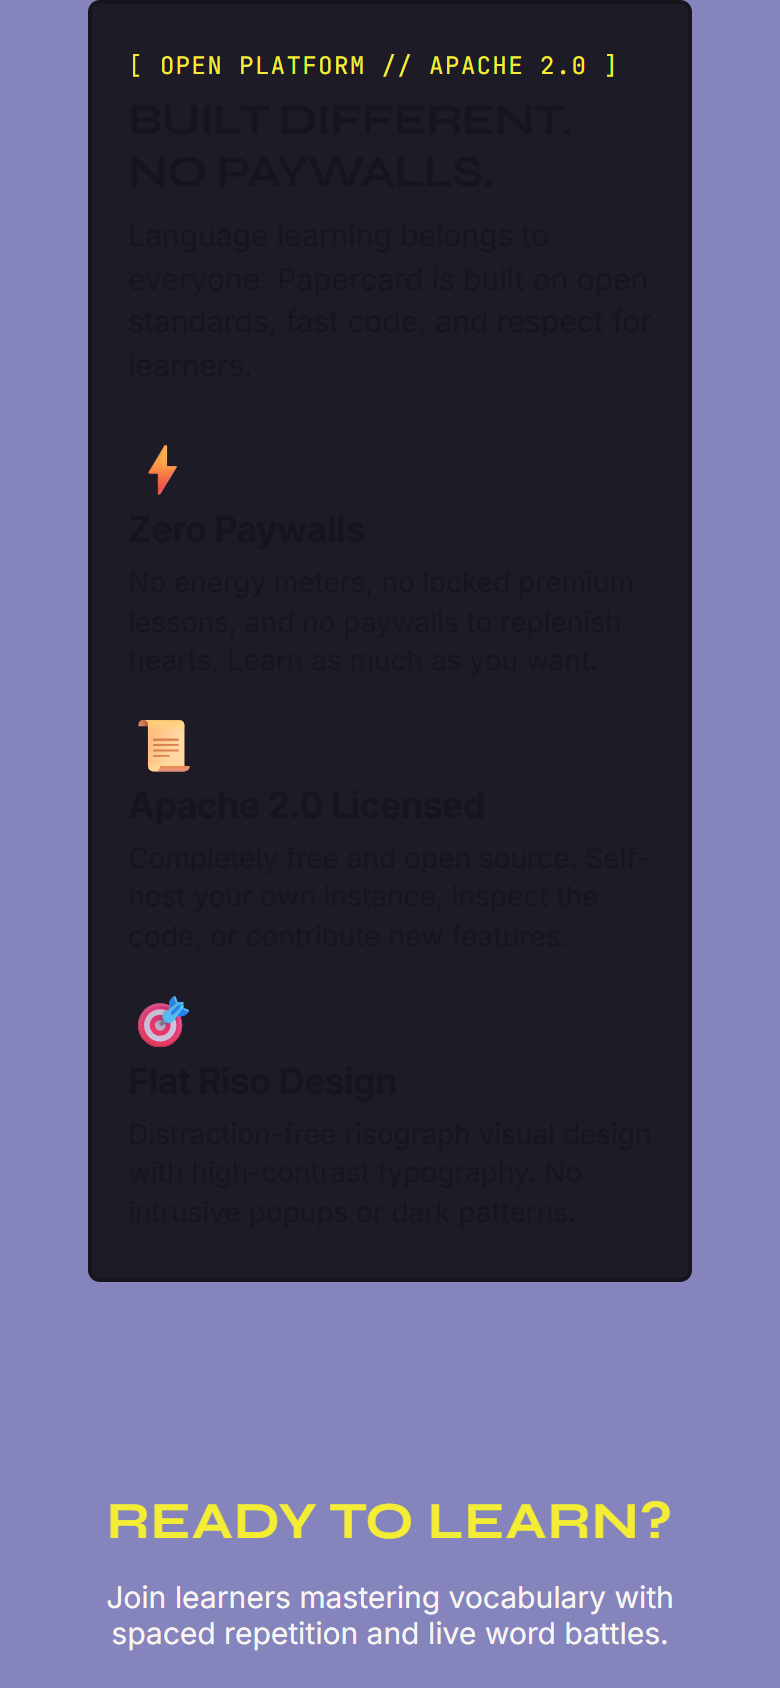 [ OPEN PLATFORM // APACHE 2.0 ]
BUILT DIFFERENT.
NO PAYWALLS.
Language learning belongs to
everyone. Papercard is built on open
standards, fast code, and respect for
learners.
Zero Paywalls
No energy meters, no locked premium
lessons, and no paywalls to replenish
hearts. Learn as much as you want.
Apache 2.0 Licensed
Completely free and open source. Self-
host your own instance, inspect the
code, or contribute new features.
Flat Riso Design
Distraction-free risograph visual design
with high-contrast typography. No
intrusive popups or dark patterns.
READY TO LEARN?
Join learners mastering vocabulary with
spaced repetition and live word battles.